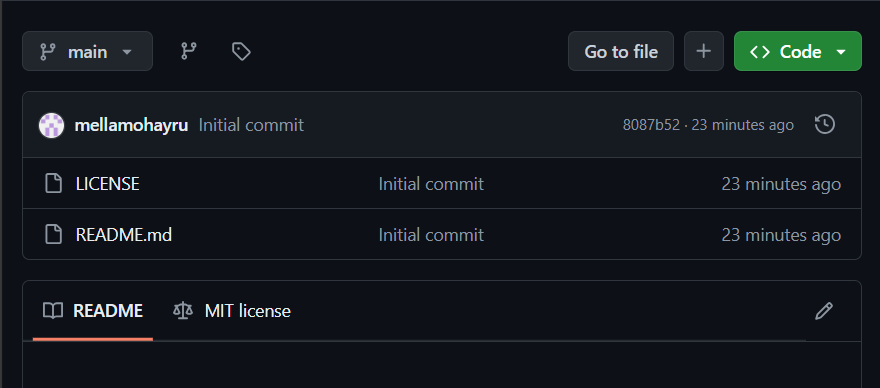 main Go to file Code
mellamohayru Initial commit 8087b52 · 23 minutes ago
LICENSE Initial commit 23 minutes ago
README.md Initial commit 23 minutes ago
README MIT license